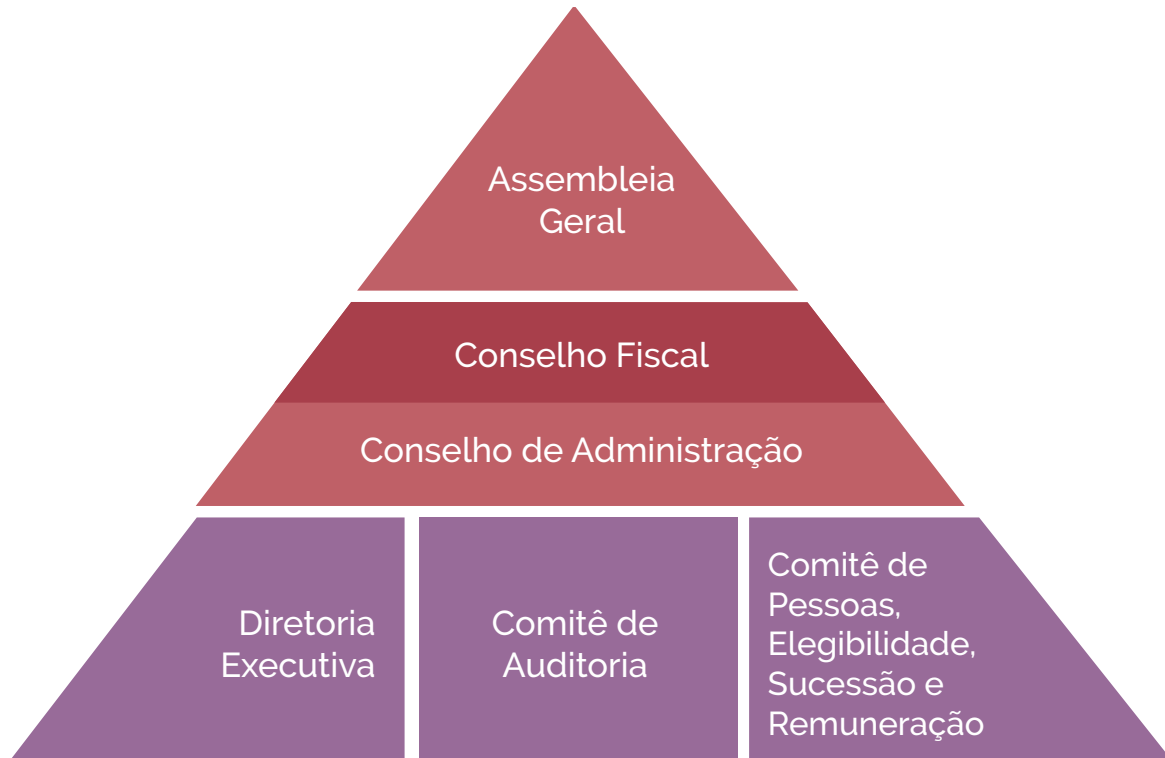 Assembleia
Geral
Conselho Fiscal
Conselho de Administração
Diretoria
Executiva
Comitê de
Auditoria
Comitê de
Pessoas,
Elegibilidade,
Sucessão e
Remuneração